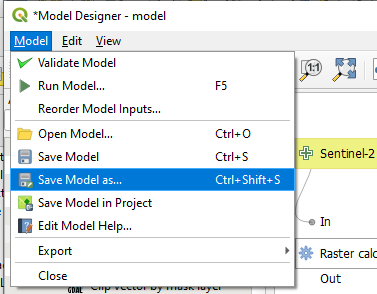 *Model Designer - model
Model Edit View
Validate Model
Run Model... F5
Reorder Model Inputs...
Open Model... Ctrl+O
Save Model Ctrl+S
Save Model as... Ctrl+Shift+S
Save Model in Project
Edit Model Help...
Export
Close
1:1
Sentinel-2
In
Raster calc
Out
Clip vector by mask layer